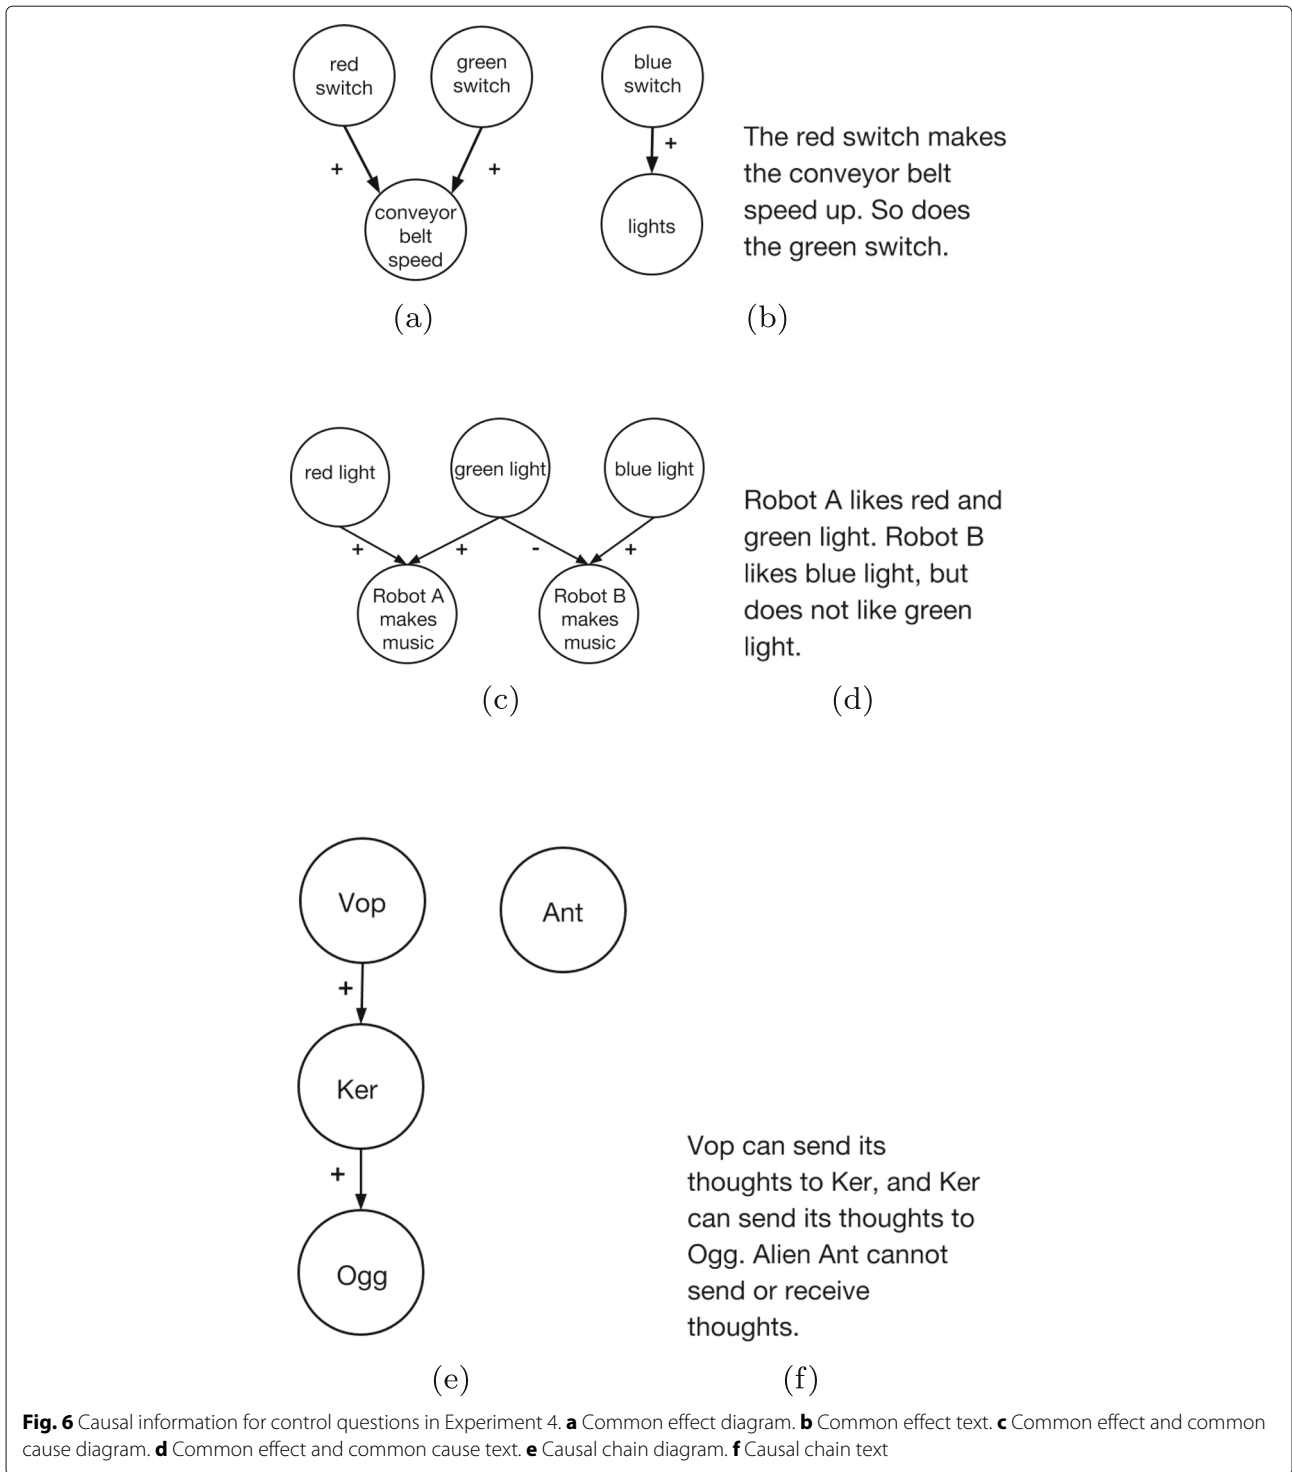 red
switch
green
switch
blue
switch
+
+
+
conveyor
belt
speed
lights
The red switch makes
the conveyor belt
speed up. So does
the green switch.
(a)
(b)
red light
green light
blue light
+
+
-
+
Robot A
makes
music
Robot B
makes
music
Robot A likes red and
green light. Robot B
likes blue light, but
does not like green
light.
(c)
(d)
Vop
Ant
+
Ker
+
Ogg
Vop can send its
thoughts to Ker, and Ker
can send its thoughts to
Ogg. Alien Ant cannot
send or receive
thoughts.
(e)
(f)
Fig. 6 Causal information for control questions in Experiment 4. a Common effect diagram. b Common effect text. c Common effect and common
cause diagram. d Common effect and common cause text. e Causal chain diagram. f Causal chain text